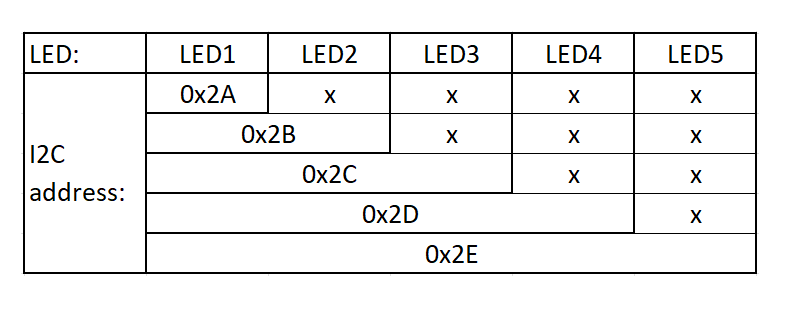 LED: LED1 LED2 LED3 LED4 LED5
0x2A x x x x
0x2B x x x
I2C
address:
0x2C x x
0x2D x
0x2E